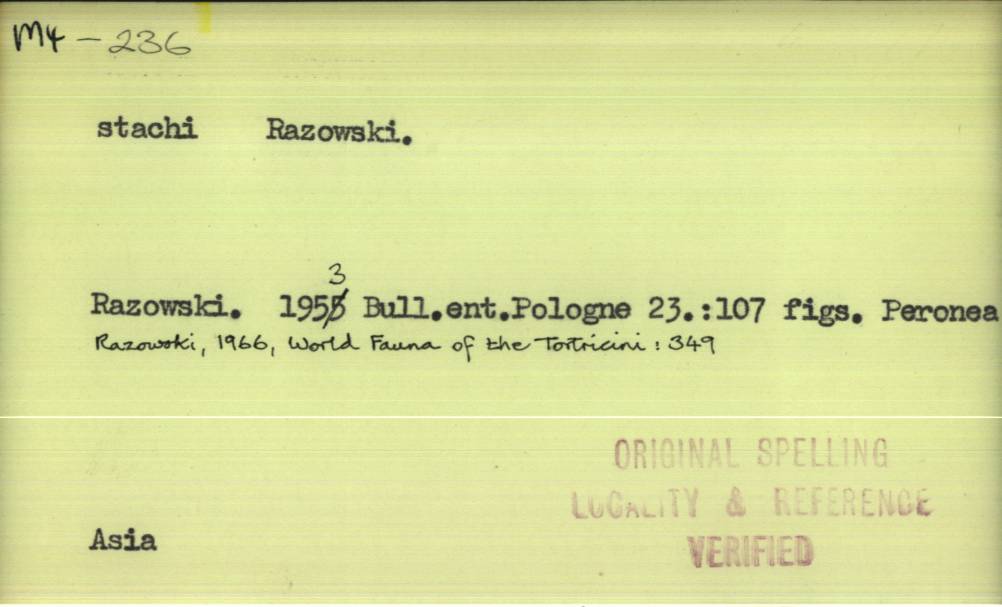 M4 - 236
stachi Razowski.
3
Razowski. 1955 Bull.ent.Pologne 23.:107 figs. Peronea
Razowski, 1966, World Fauna of the Tortricini : 349
ORIGINAL SPELLING
LOCALITY & REFERENCE
Asia
VERIFIED